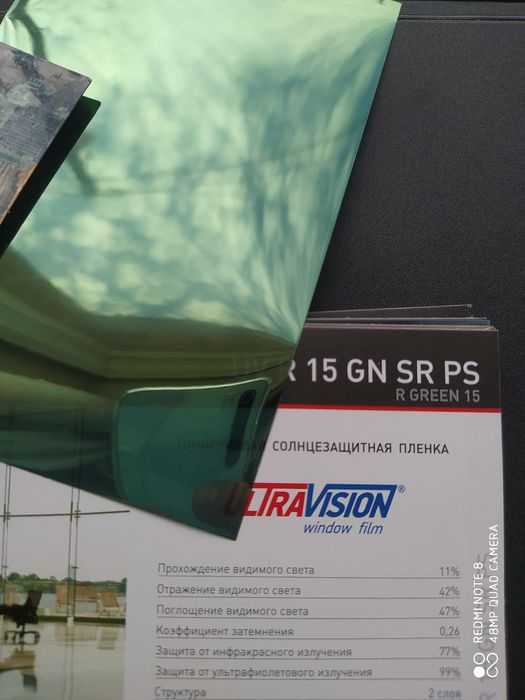 R 15 GN SR PS
R GREEN 15
ТОНИРУЮЩАЯ СОЛНЦЕЗАЩИТНАЯ ПЛЕНКА
ULTRAVISION®
window film
Прохождение видимого света 11%
Отражение видимого света 42%
Поглощение видимого света 47%
Коэффициент затемнения 0,26
Защита от инфракрасного излучения 77%
Защита от ультрафиолетового излучения 99%
Структура 2 слоя
REDMI NOTE 8
48MP QUAD CAMERA